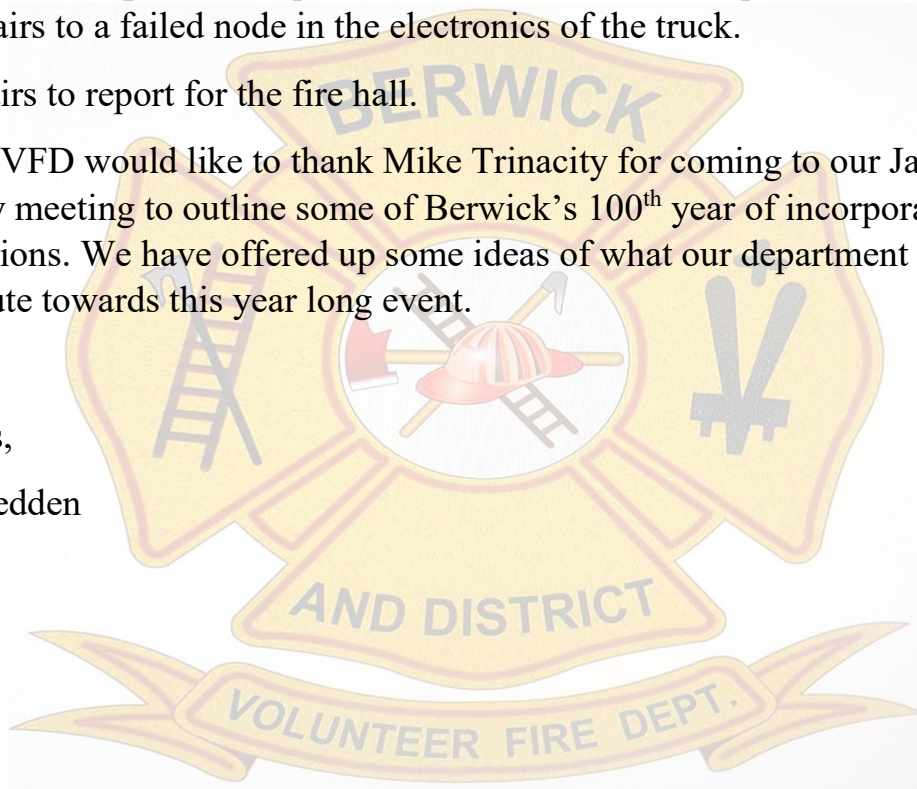 airs to a failed node in the electronics of the truck.
irs to report for the fire hall.
VFD would like to thank Mike Trinacity for coming to our Ja
y meeting to outline some of Berwick’s 100th year of incorpora
ions. We have offered up some ideas of what our department
ute towards this year long event.
s,
edden
BERWICK
AND DISTRICT
VOLUNTEER FIRE DEPT.